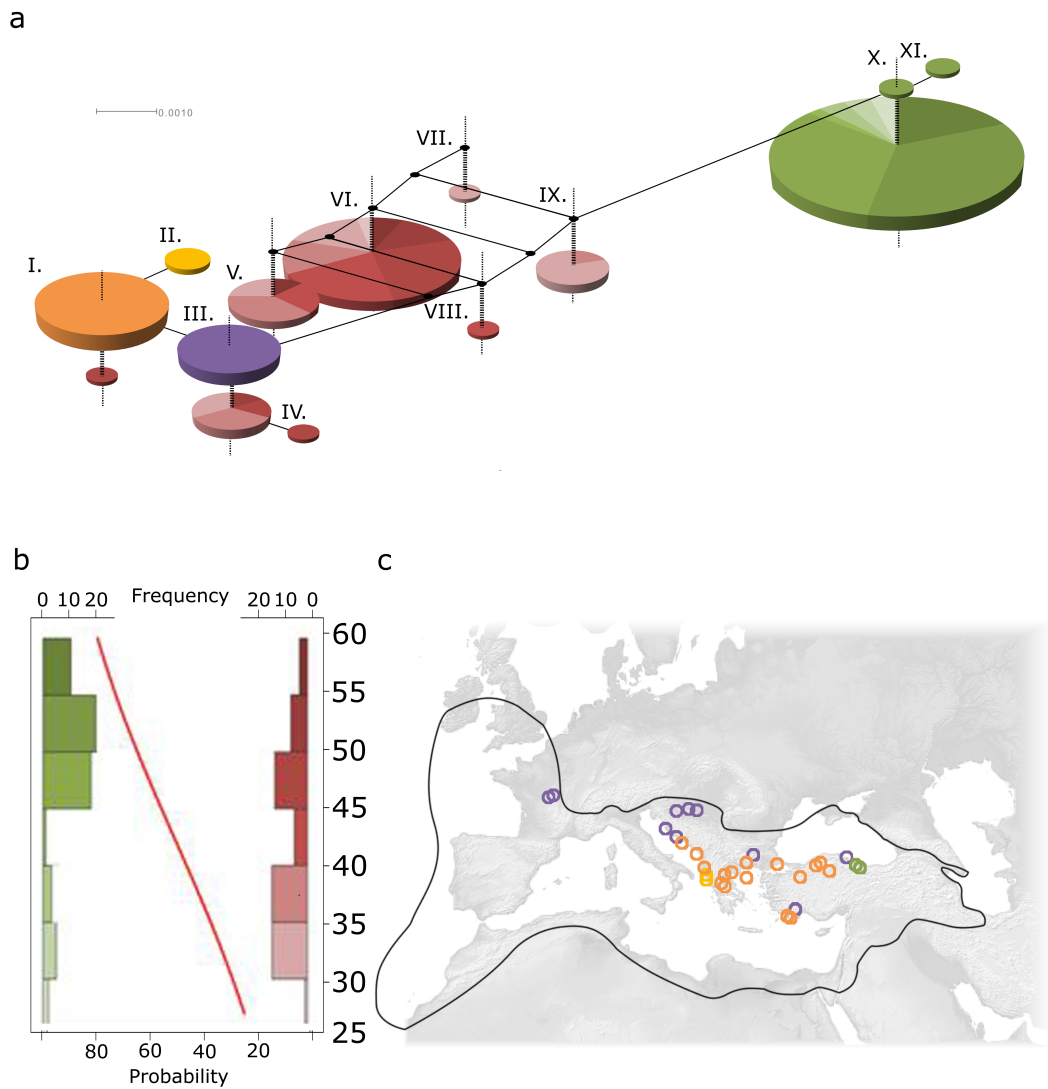 a
X. XI.
0.0010
VII.
VI.
IX.
II.
I.
V.
III.
VIII.
IV.
b
c
Frequency
0 10 20
20 10 0
60
55
50
45
40
35
30
25
80 60 40 20
Probability